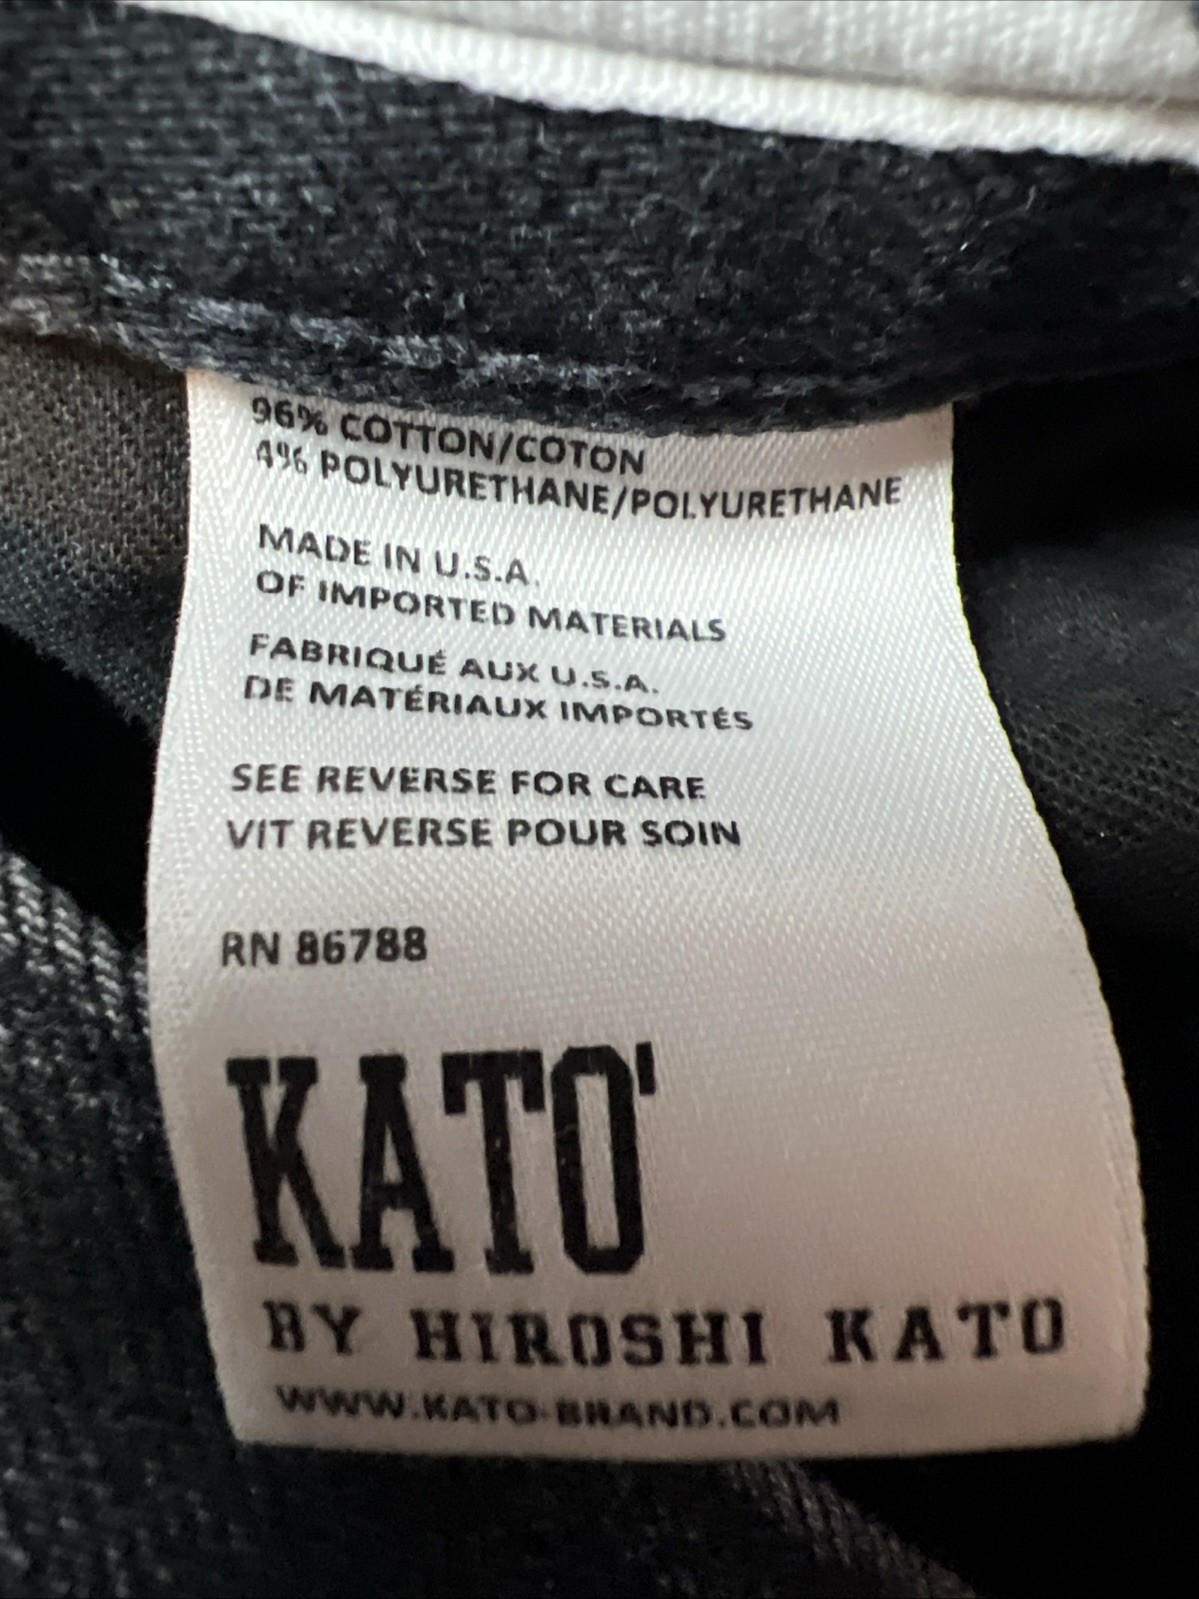 96% COTTON/COTON
4% POLYURETHANE/POLYURETHANE
MADE IN U.S.A.
OF IMPORTED MATERIALS
FABRIQUÉ AUX U.S.A.
DE MATÉRIAUX IMPORTÉS
SEE REVERSE FOR CARE
VIT REVERSE POUR SOIN
RN 86788
KATO'
BY HIROSHI KATO
WWW.KATO-BRAND.COM